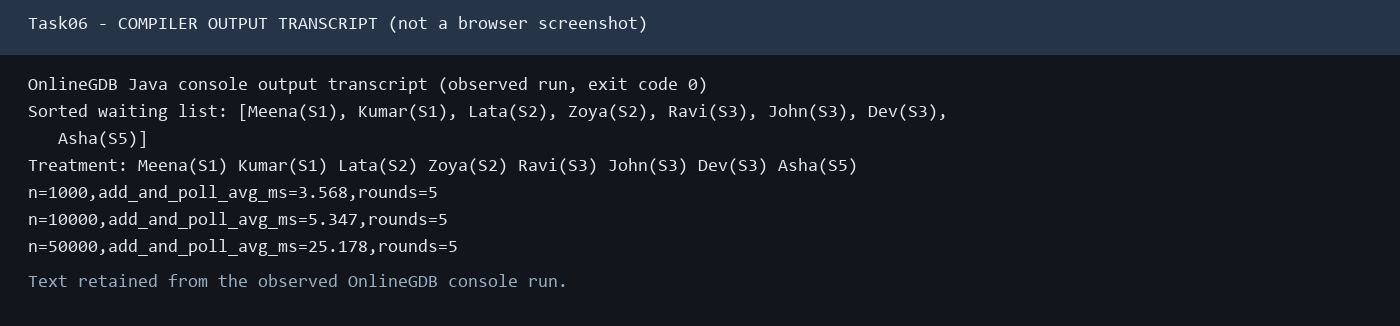 Task06 - COMPILER OUTPUT TRANSCRIPT (not a browser screenshot)
OnlineGDB Java console output transcript (observed run, exit code 0)
Sorted waiting list: [Meena(S1), Kumar(S1), Lata(S2), Zoya(S2), Ravi(S3), John(S3), Dev(S3),
Asha(S5)]
Treatment: Meena(S1) Kumar(S1) Lata(S2) Zoya(S2) Ravi(S3) John(S3) Dev(S3) Asha(S5)
n=1000,add_and_poll_avg_ms=3.568,rounds=5
n=10000,add_and_poll_avg_ms=5.347,rounds=5
n=50000,add_and_poll_avg_ms=25.178,rounds=5
Text retained from the observed OnlineGDB console run.